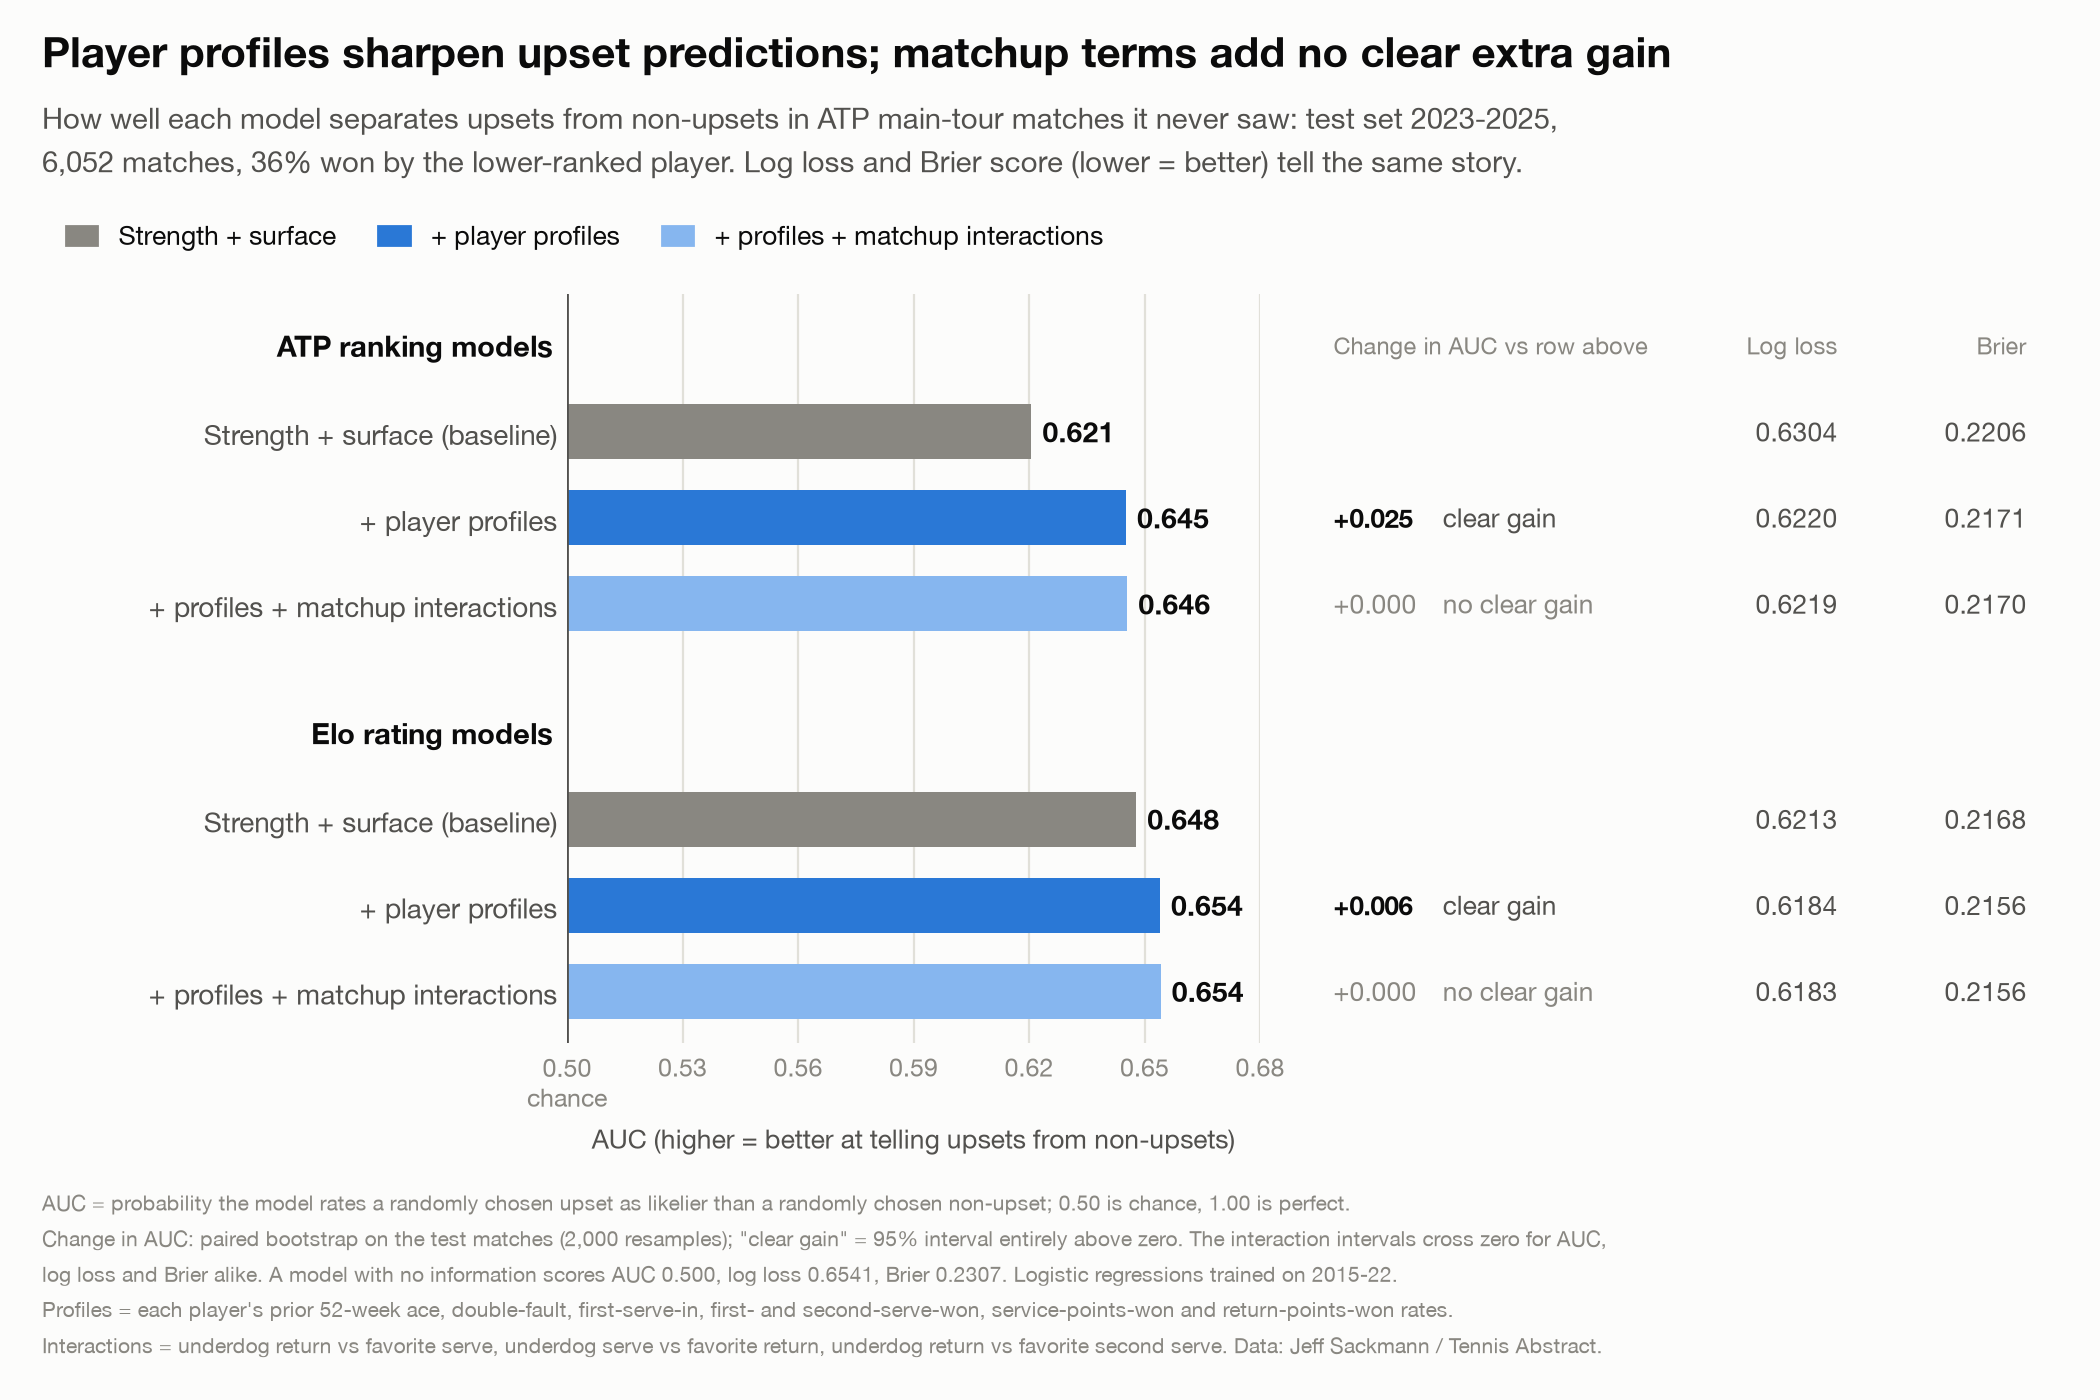 Player profiles sharpen upset predictions; matchup terms add no clear extra gain
How well each model separates upsets from non-upsets in ATP main-tour matches it never saw: test set 2023-2025,
6,052 matches, 36% won by the lower-ranked player. Log loss and Brier score (lower = better) tell the same story.
Strength + surface + player profiles + profiles + matchup interactions
ATP ranking models Change in AUC vs row above Log loss Brier
Strength + surface (baseline) 0.621 0.6304 0.2206
+ player profiles 0.645 +0.025 clear gain 0.6220 0.2171
+ profiles + matchup interactions 0.646 +0.000 no clear gain 0.6219 0.2170
Elo rating models
Strength + surface (baseline) 0.648 0.6213 0.2168
+ player profiles 0.654 +0.006 clear gain 0.6184 0.2156
+ profiles + matchup interactions 0.654 +0.000 no clear gain 0.6183 0.2156
0.50 0.53 0.56 0.59 0.62 0.65 0.68
chance
AUC (higher = better at telling upsets from non-upsets)
AUC = probability the model rates a randomly chosen upset as likelier than a randomly chosen non-upset; 0.50 is chance, 1.00 is perfect.
Change in AUC: paired bootstrap on the test matches (2,000 resamples); "clear gain" = 95% interval entirely above zero. The interaction intervals cross zero for AUC,
log loss and Brier alike. A model with no information scores AUC 0.500, log loss 0.6541, Brier 0.2307. Logistic regressions trained on 2015-22.
Profiles = each player's prior 52-week ace, double-fault, first-serve-in, first- and second-serve-won, service-points-won and return-points-won rates.
Interactions = underdog return vs favorite serve, underdog serve vs favorite return, underdog return vs favorite second serve. Data: Jeff Sackmann / Tennis Abstract.